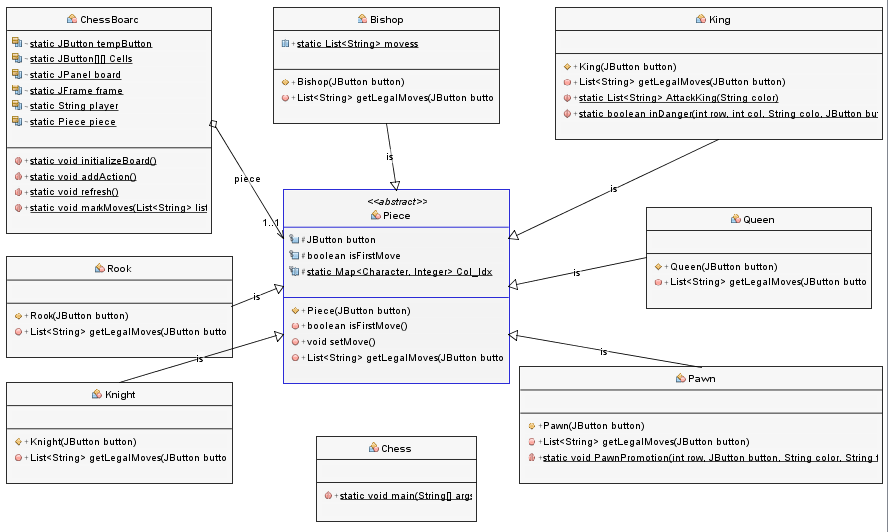 ChessBoarc
~ static JButton tempButton
~ static JButton[][] Cells
~ static JPanel board
~ static JFrame frame
~ static String player
~ static Piece piece
+ static void initializeBoard()
+ static void addAction()
+ static void refresh()
+ static void markMoves(List<String> list
Bishop
+ static List<String> movess
+ Bishop(JButton button)
+ List<String> getLegalMoves(JButton butto
King
+ King(JButton button)
+ List<String> getLegalMoves(JButton button)
+ static List<String> AttackKing(String color)
+ static boolean inDanger(int row, int col, String colo, JButton bu
is
piece
1..1
is
<<abstract>>
Piece
# JButton button
# boolean isFirstMove
# static Map<Character, Integer> Col_Idx
+ Piece(JButton button)
+ boolean isFirstMove()
+ void setMove()
+ List<String> getLegalMoves(JButton butto
Queen
+ Queen(JButton button)
+ List<String> getLegalMoves(JButton butto
is
Rook
+ Rook(JButton button)
+ List<String> getLegalMoves(JButton butto
is
is
is
Knight
+ Knight(JButton button)
+ List<String> getLegalMoves(JButton butto
Pawn
+ Pawn(JButton button)
+ List<String> getLegalMoves(JButton button)
+ static void PawnPromotion(int row, JButton button, String color, String t
Chess
+ static void main(String[] args